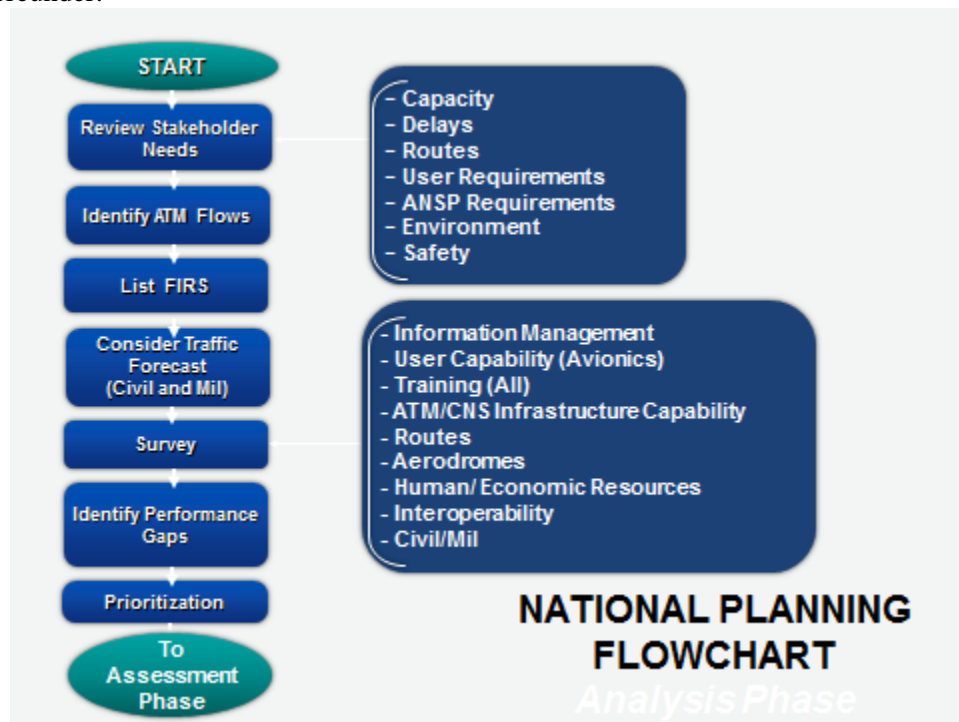 START
Review Stakeholder
Needs
Identify ATM Flows
List FIRS
Consider Traffic
Forecast
(Civil and Mil)
Survey
Identify Performance
Gaps
Prioritization
To
Assessment
Phase
– Capacity
– Delays
– Routes
– User Requirements
– ANSP Requirements
– Environment
– Safety
- Information Management
- User Capability (Avionics)
- Training (All)
- ATM/CNS Infrastructure Capability
- Routes
- Aerodromes
- Human/ Economic Resources
- Interoperability
- Civil/Mil
NATIONAL PLANNING
FLOWCHART
Analysis Phase